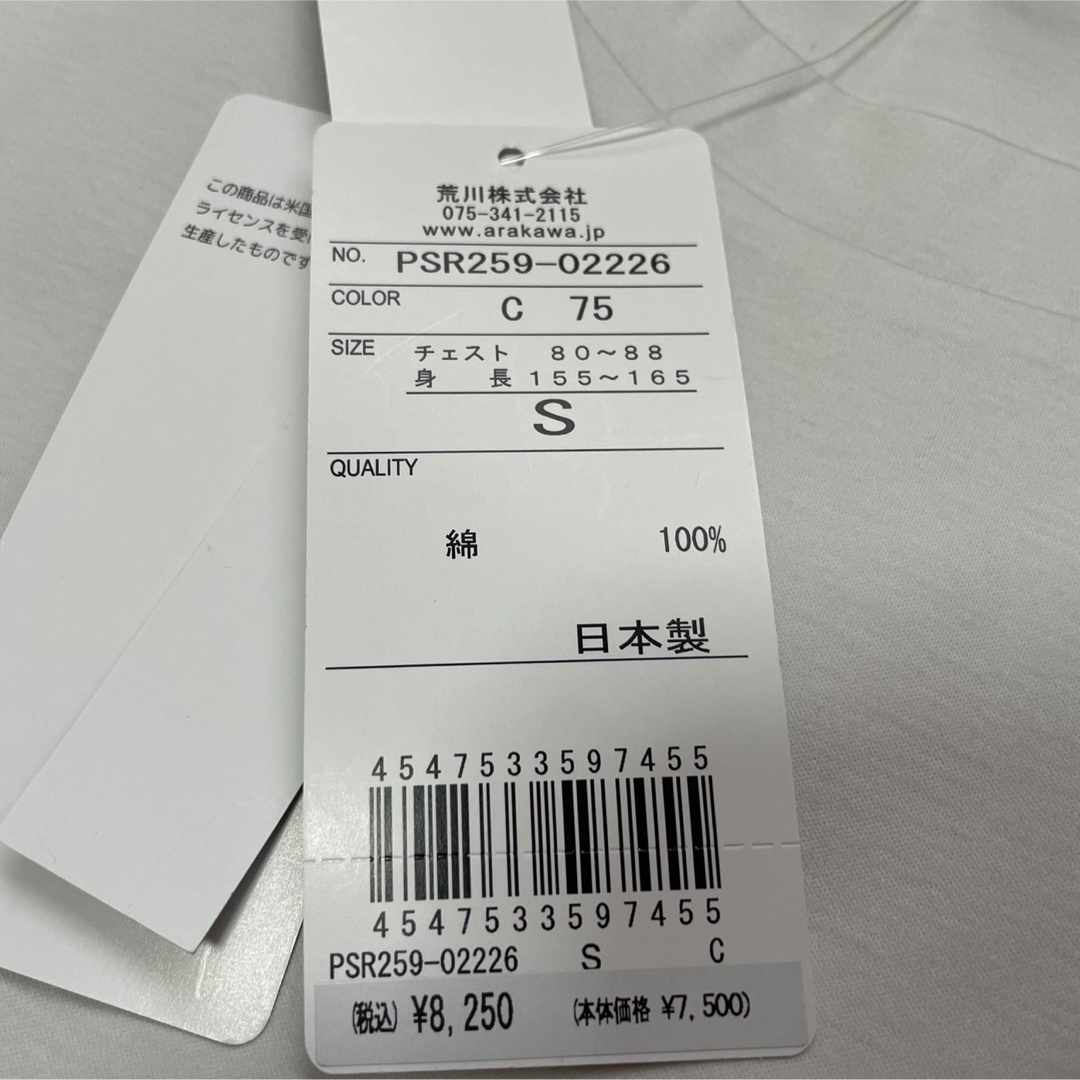 この商品は米国
ライセンスを受け
生産したものです
荒川株式会社
075-341-2115
www.arakawa.jp
NO. PSR259-02226
COLOR C 75
SIZE チェスト 80～88
身 長 155～165
S
QUALITY
綿 100%
日本製
4547533597455
4547533597455
PSR259-02226 S C
(税込) ¥8,250 (本体価格 ¥7,500)